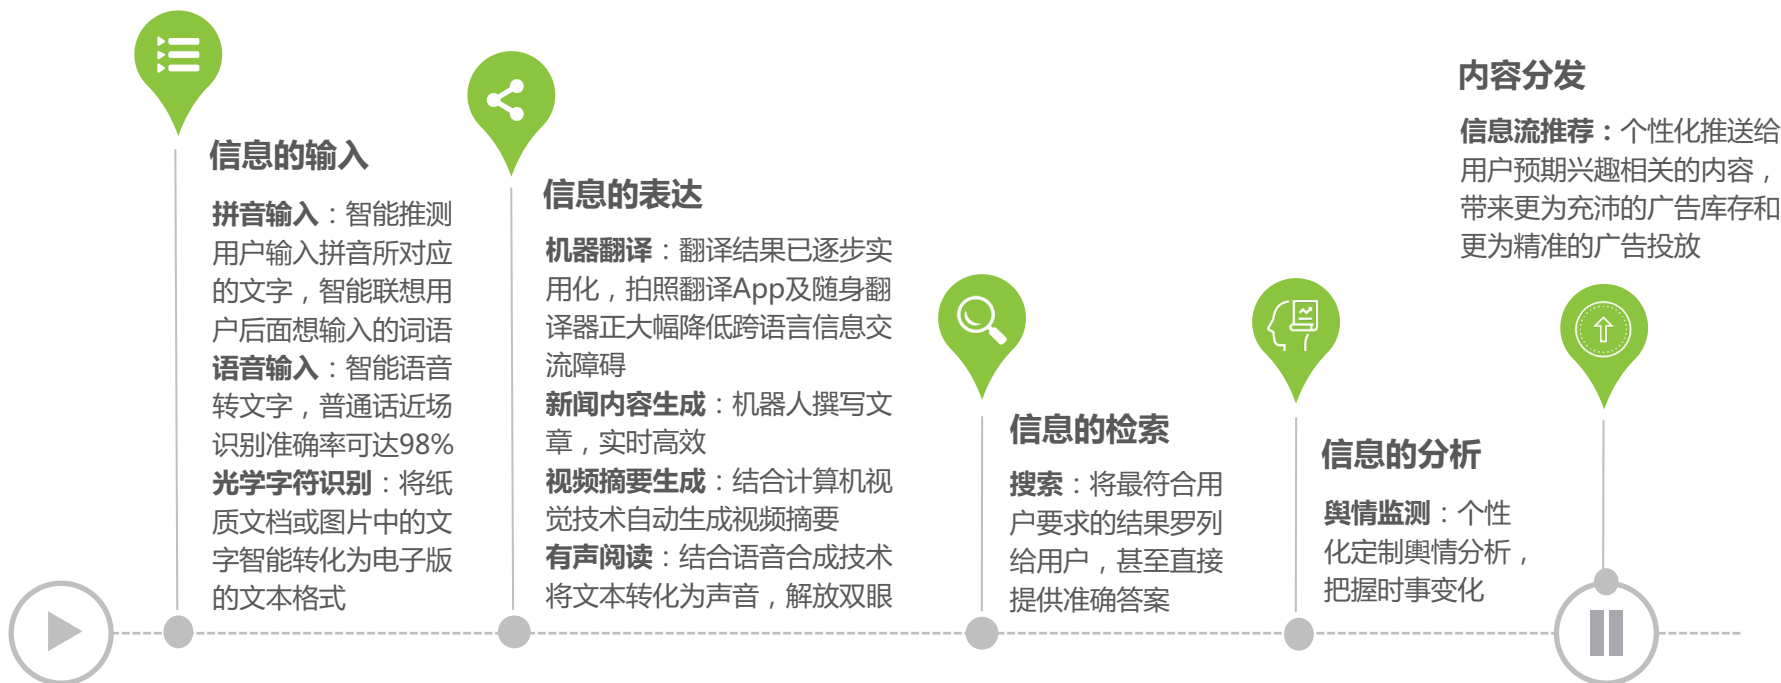 信息的输入
拼音输入：智能推测
用户输入拼音所对应
的文字，智能联想用
户后面想输入的词语
语音输入：智能语音
转文字，普通话近场
识别准确率可达98%
光学字符识别：将纸
质文档或图片中的文
字智能转化为电子版
的文本格式
信息的表达
机器翻译：翻译结果已逐步实
用化，拍照翻译App及随身翻
译器正大幅降低跨语言信息交
流障碍
新闻内容生成：机器人撰写文
章，实时高效
视频摘要生成：结合计算机视
觉技术自动生成视频摘要
有声阅读：结合语音合成技术
将文本转化为声音，解放双眼
信息的检索
搜索：将最符合用
户要求的结果罗列
给用户，甚至直接
提供准确答案
信息的分析
舆情监测：个性
化定制舆情分析，
把握时事变化
内容分发
信息流推荐：个性化推送给
用户预期兴趣相关的内容，
带来更为充沛的广告库存和
更为精准的广告投放